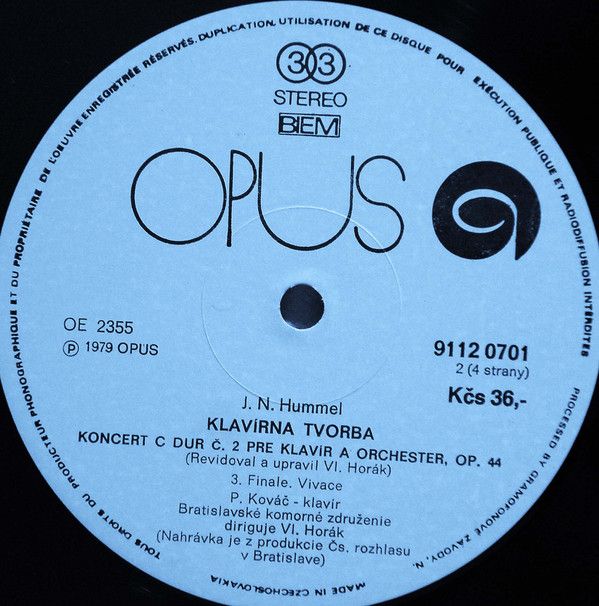 TOUS DROITS DU PRODUCTEUR PHONOGRAPHIQUE ET DU PROPRIÉTAIRE DE L'OEUVRE ENREGISTRÉE RÉSERVÉS. DUPLICATION, UTILISATION DE CE DISQUE POUR EXÉCUTION PUBLIQUE ET RADIODIFFUSION INTERDITES
PROCESSED BY GRAMOFONOVÉ ZÁVODY, N.
MADE IN CZECHOSLOVAKIA
33
STEREO
BIEM
OPUS
OE 2355
℗ 1979 OPUS
9112 0701
2 (4 strany)
Kčs 36,-
J. N. Hummel
KLAVÍRNA TVORBA
KONCERT C DUR Č. 2 PRE KLAVÍR A ORCHESTER, OP. 44
(Revidoval a upravil Vl. Horák)
3. Finale. Vivace
P. Kováč - klavír
Bratislavské komorné združenie
diriguje Vl. Horák
(Nahrávka je z produkcie Čs. rozhlasu
v Bratislave)